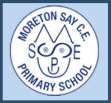 MORETON SAY C.E.
S E
P
PRIMARY SCHOOL